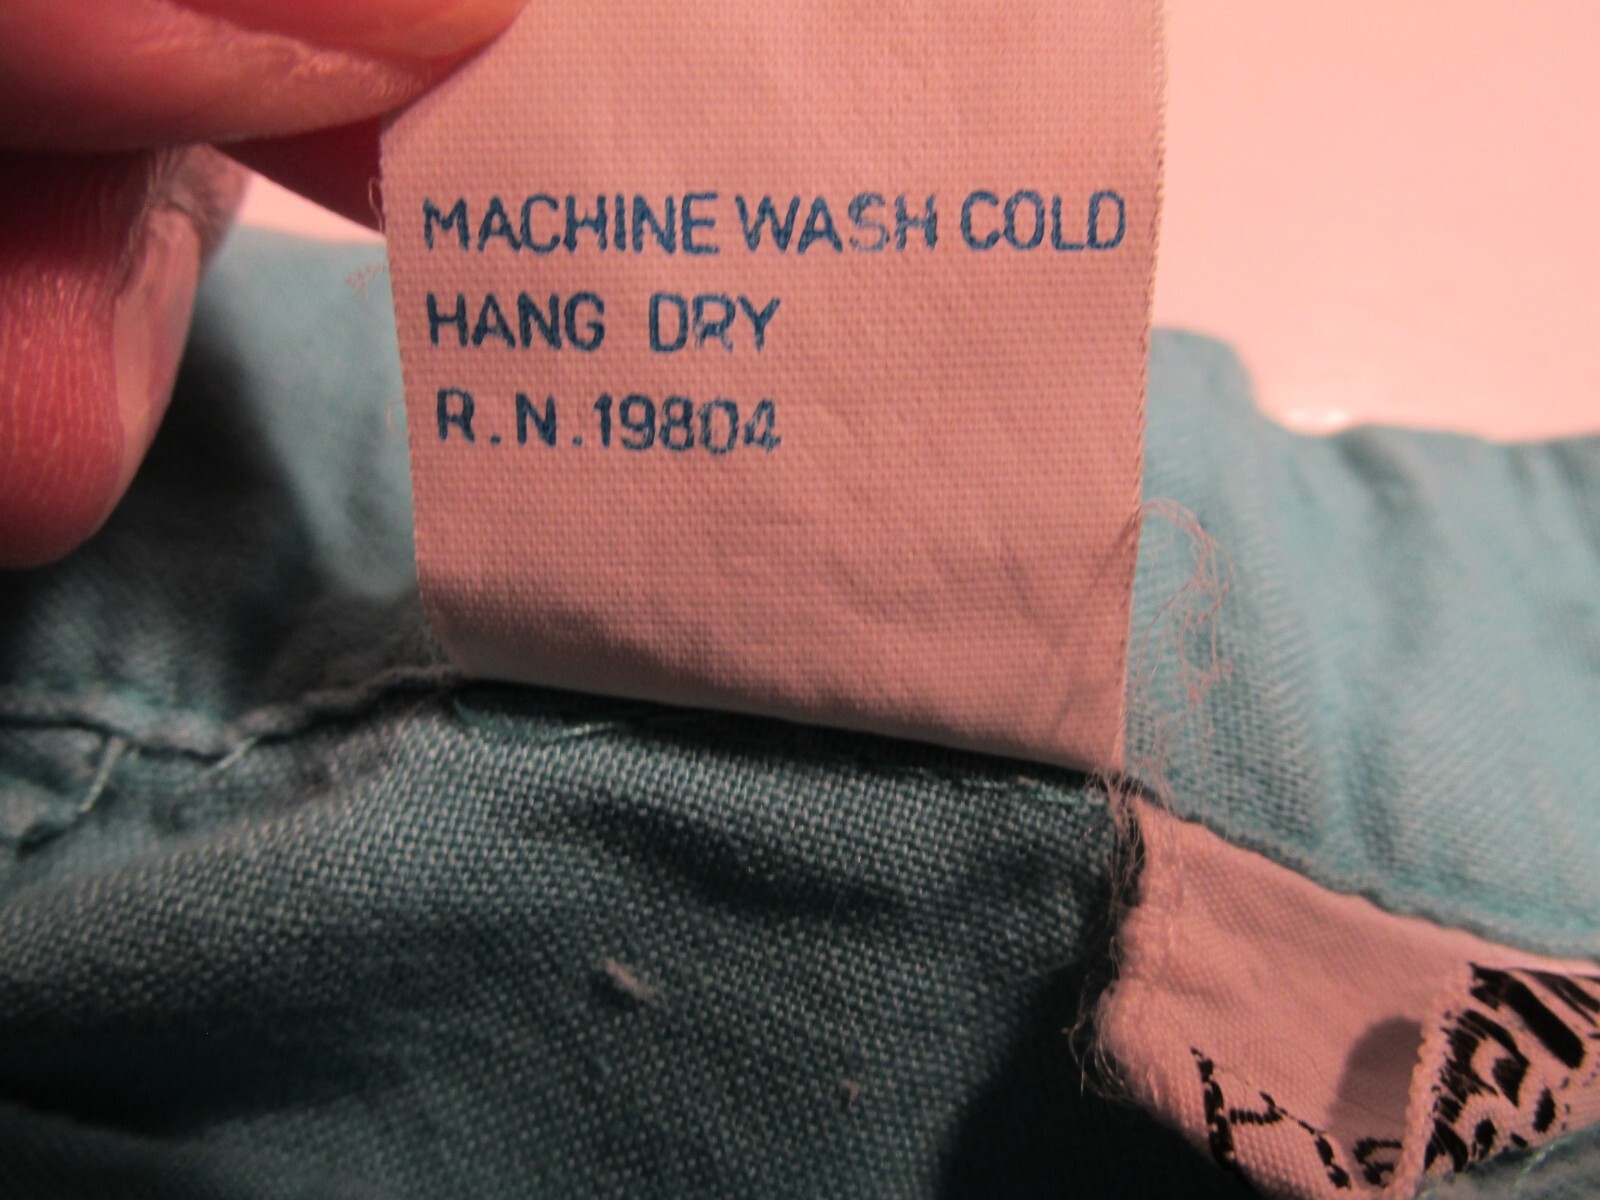 MACHINE WASH COLD
HANG DRY
R.N.19804